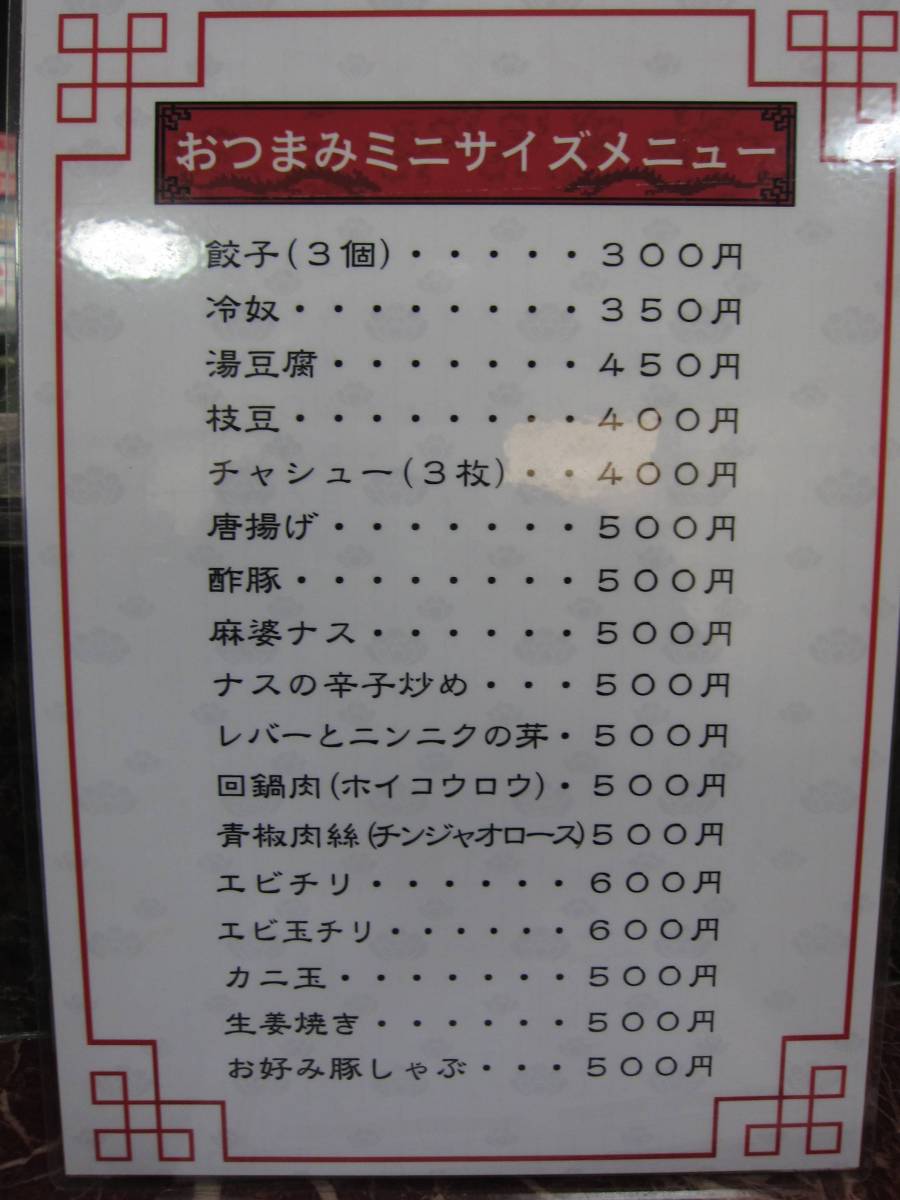 おつまみミニサイズメニュー
餃子(３個)・・・・・３００円
冷奴・・・・・・・・３５０円
湯豆腐・・・・・・・４５０円
枝豆・・・・・・・・４００円
チャシュー(３枚)・・４００円
唐揚げ・・・・・・・５００円
酢豚・・・・・・・・５００円
麻婆ナス・・・・・・５００円
ナスの辛子炒め・・・５００円
レバーとニンニクの芽・５００円
回鍋肉(ホイコウロウ)・５００円
青椒肉絲(チンジャオロース)５００円
エビチリ・・・・・・６００円
エビ玉チリ・・・・・・６００円
カニ玉・・・・・・・５００円
生姜焼き・・・・・・５００円
お好み豚しゃぶ・・・５００円